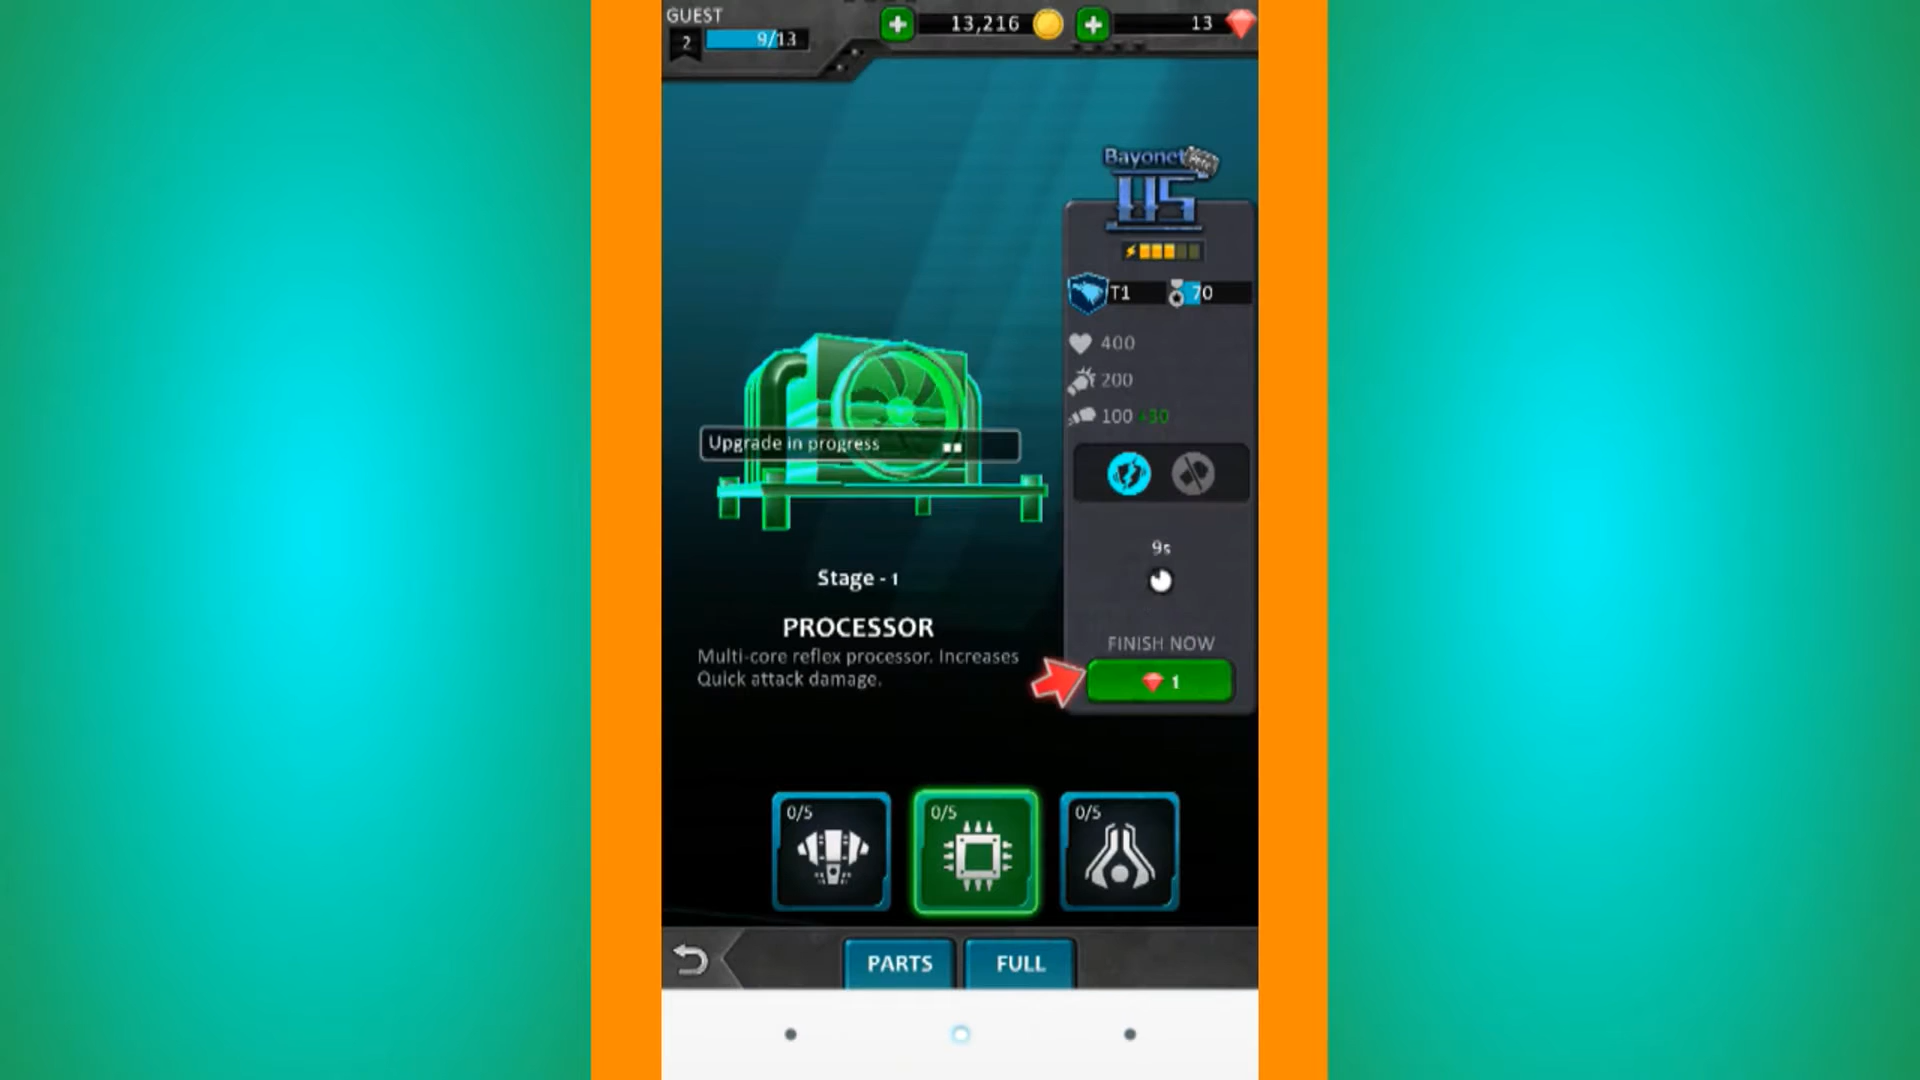 GUEST
2
9/13
13,216
13
Bayonet
US
T1
70
400
200
100 +30
Upgrade in progress
9s
Stage - 1
PROCESSOR
Multi-core reflex processor. Increases
Quick attack damage.
FINISH NOW
1
0/5
0/5
0/5
PARTS
FULL